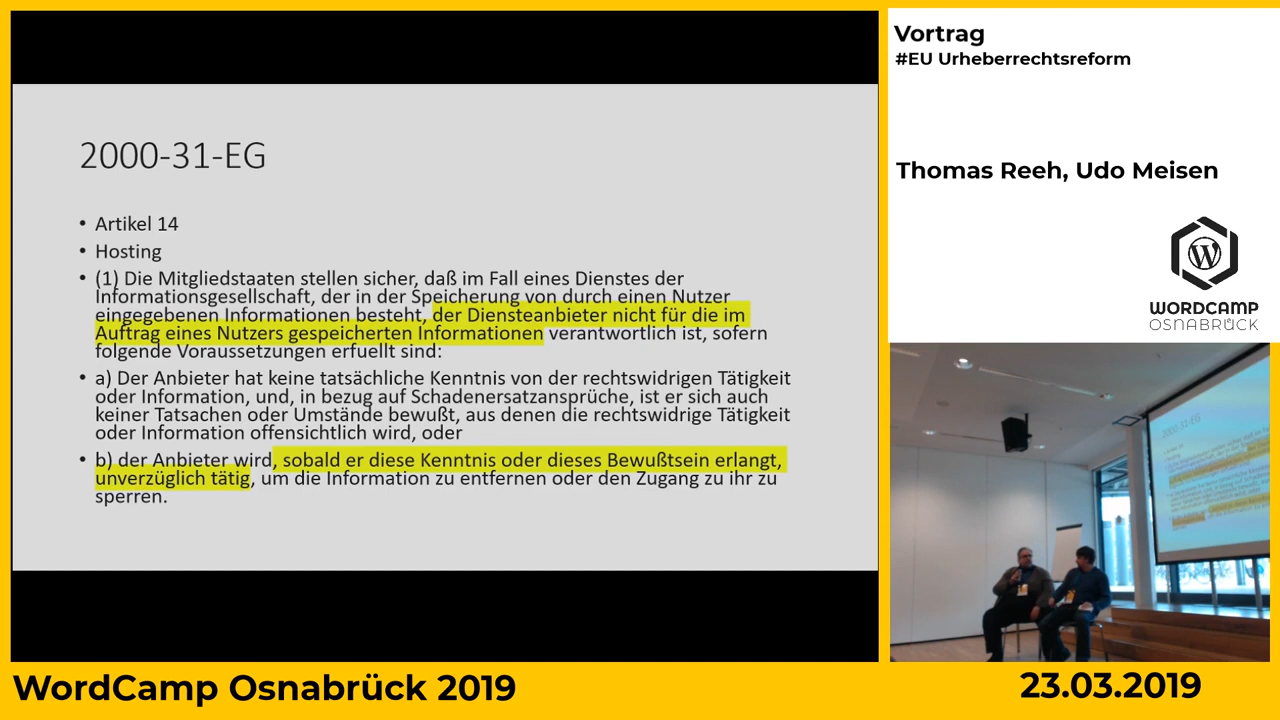 2000-31-EG
• Artikel 14
• Hosting
• (1) Die Mitgliedstaaten stellen sicher, daß im Fall eines Dienstes der
Informationsgesellschaft, der in der Speicherung von durch einen Nutzer
eingegebenen Informationen besteht, der Diensteanbieter nicht für die im
Auftrag eines Nutzers gespeicherten Informationen verantwortlich ist, sofern
folgende Voraussetzungen erfuellt sind:
• a) Der Anbieter hat keine tatsächliche Kenntnis von der rechtswidrigen Tätigkeit
oder Information, und, in bezug auf Schadenersatzansprüche, ist er sich auch
keiner Tatsachen oder Umstände bewußt, aus denen die rechtswidrige Tätigkeit
oder Information offensichtlich wird, oder
• b) der Anbieter wird, sobald er diese Kenntnis oder dieses Bewußtsein erlangt,
unverzüglich tätig, um die Information zu entfernen oder den Zugang zu ihr zu
sperren.
Vortrag
#EU Urheberrechtsreform
Thomas Reeh, Udo Meisen
WORDCAMP
OSNABRÜCK
2000-31-EG
WordCamp Osnabrück 2019
23.03.2019